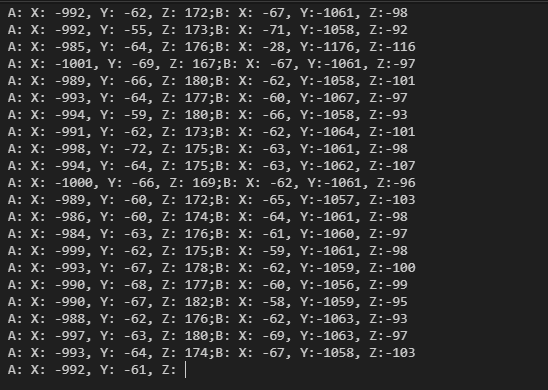 A: X: -992, Y: -62, Z: 172;B: X: -67, Y:-1061, Z:-98
A: X: -992, Y: -55, Z: 173;B: X: -71, Y:-1058, Z:-92
A: X: -985, Y: -64, Z: 176;B: X: -28, Y:-1176, Z:-116
A: X: -1001, Y: -69, Z: 167;B: X: -67, Y:-1061, Z:-97
A: X: -989, Y: -66, Z: 180;B: X: -62, Y:-1058, Z:-101
A: X: -993, Y: -64, Z: 177;B: X: -60, Y:-1067, Z:-97
A: X: -994, Y: -59, Z: 180;B: X: -66, Y:-1058, Z:-93
A: X: -991, Y: -62, Z: 173;B: X: -62, Y:-1064, Z:-101
A: X: -998, Y: -72, Z: 175;B: X: -63, Y:-1061, Z:-98
A: X: -994, Y: -64, Z: 175;B: X: -63, Y:-1062, Z:-107
A: X: -1000, Y: -66, Z: 169;B: X: -62, Y:-1061, Z:-96
A: X: -989, Y: -60, Z: 172;B: X: -65, Y:-1057, Z:-103
A: X: -986, Y: -60, Z: 174;B: X: -64, Y:-1061, Z:-98
A: X: -984, Y: -63, Z: 176;B: X: -61, Y:-1060, Z:-97
A: X: -999, Y: -62, Z: 175;B: X: -59, Y:-1061, Z:-98
A: X: -993, Y: -67, Z: 178;B: X: -62, Y:-1059, Z:-100
A: X: -990, Y: -68, Z: 177;B: X: -60, Y:-1056, Z:-99
A: X: -990, Y: -67, Z: 182;B: X: -58, Y:-1059, Z:-95
A: X: -988, Y: -62, Z: 176;B: X: -62, Y:-1063, Z:-93
A: X: -997, Y: -63, Z: 180;B: X: -69, Y:-1063, Z:-97
A: X: -993, Y: -64, Z: 174;B: X: -67, Y:-1058, Z:-103
A: X: -992, Y: -61, Z: